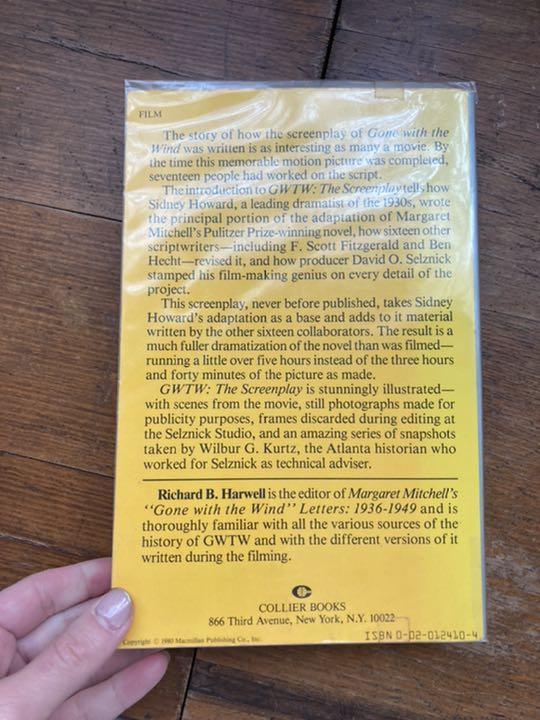 FILM
The story of how the screenplay of Gone with the
Wind was written is as interesting as many a movie. By
the time this memorable motion picture was completed,
seventeen people had worked on the script.
The introduction to GWTW: The Screenplay tells how
Sidney Howard, a leading dramatist of the 1930s, wrote
the principal portion of the adaptation of Margaret
Mitchell's Pulitzer Prize-winning novel, how sixteen other
scriptwriters—including F. Scott Fitzgerald and Ben
Hecht—revised it, and how producer David O. Selznick
stamped his film-making genius on every detail of the
project.
This screenplay, never before published, takes Sidney
Howard's adaptation as a base and adds to it material
written by the other sixteen collaborators. The result is a
much fuller dramatization of the novel than was filmed—
running a little over five hours instead of the three hours
and forty minutes of the picture as made.
GWTW: The Screenplay is stunningly illustrated—
with scenes from the movie, still photographs made for
publicity purposes, frames discarded during editing at
the Selznick Studio, and an amazing series of snapshots
taken by Wilbur G. Kurtz, the Atlanta historian who
worked for Selznick as technical adviser.
Richard B. Harwell is the editor of Margaret Mitchell's
"Gone with the Wind" Letters: 1936-1949 and is
thoroughly familiar with all the various sources of the
history of GWTW and with the different versions of it
written during the filming.
COLLIER BOOKS
866 Third Avenue, New York, N.Y. 10022
Copyright © 1980 Macmillan Publishing Co., Inc.
ISBN 0-02-012410-4